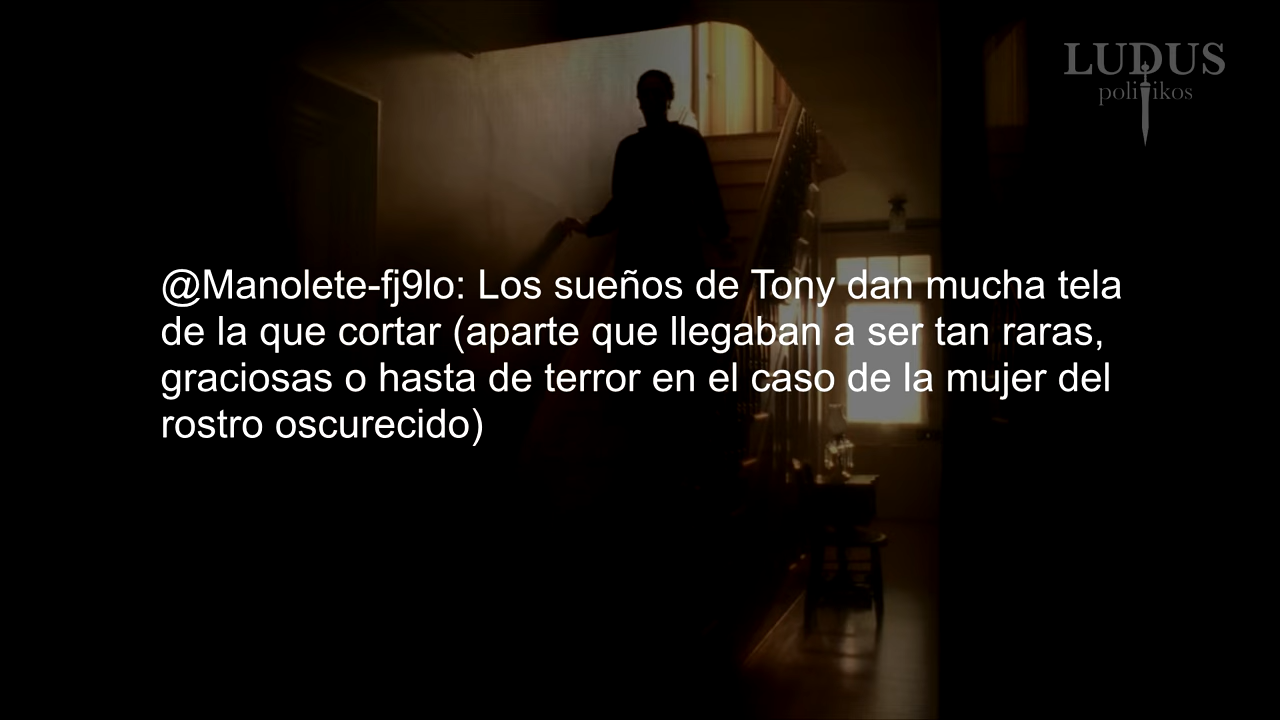 LUDUS
politikos
@Manolete-fj9lo: Los sueños de Tony dan mucha tela
de la que cortar (aparte que llegaban a ser tan raras,
graciosas o hasta de terror en el caso de la mujer del
rostro oscurecido)